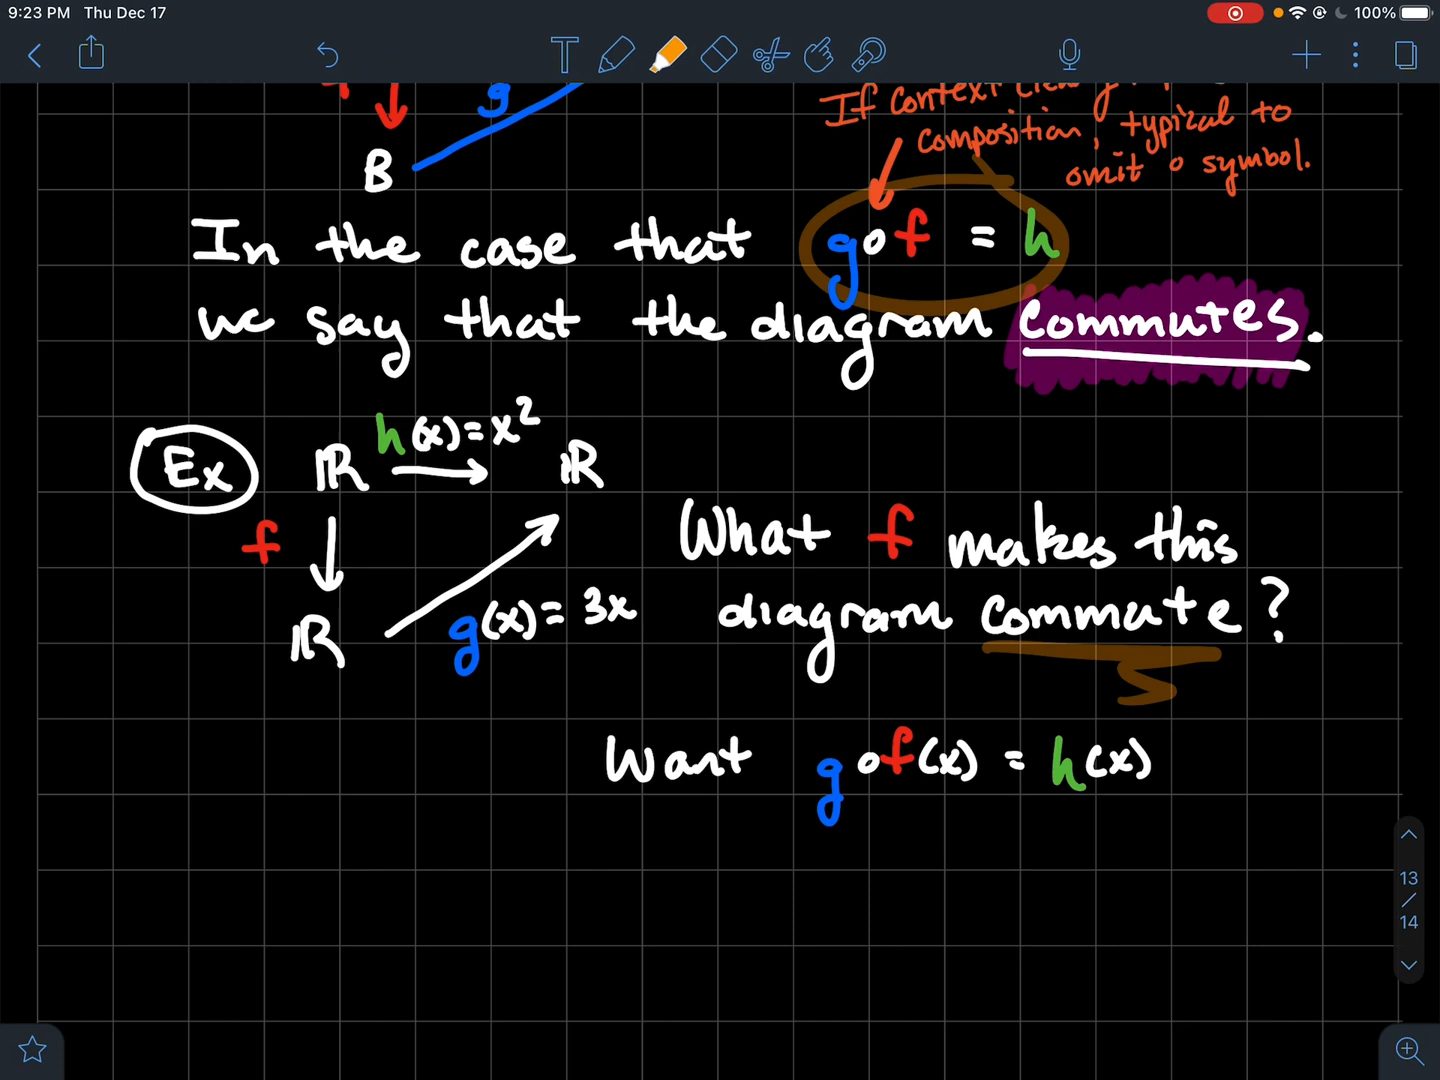 9:23 PM Thu Dec 17
100%
T
g
B
If context
composition, typical to
omit o symbol.
In the case that g∘f = h
we say that the diagram commutes.
Ex
ℝ h(x)=x² ℝ
f
ℝ g(x)= 3x
What f makes this
diagram commute?
Want g∘f(x) = h(x)
13
/
14